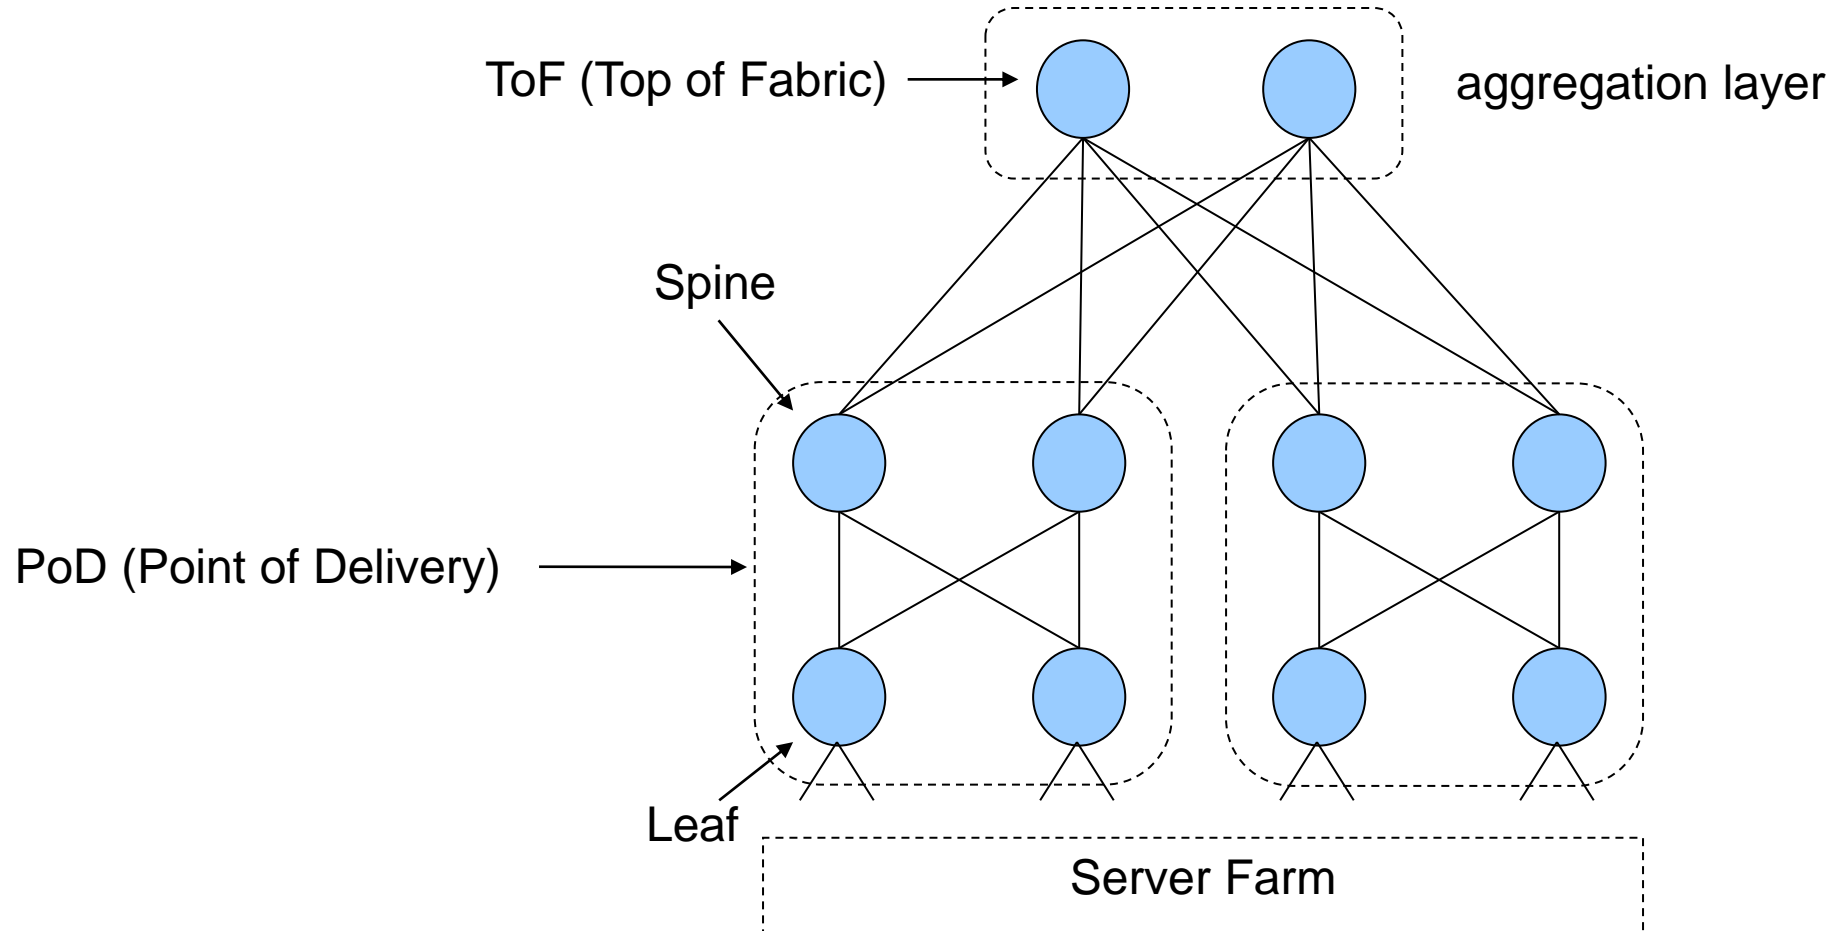 ToF (Top of Fabric)
aggregation layer
Spine
PoD (Point of Delivery)
Leaf
Server Farm